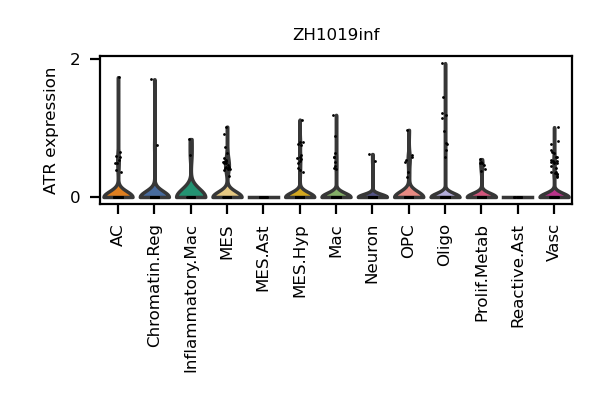 ZH1019inf
ATR expression
2
0
AC
Chromatin.Reg
Inflammatory.Mac
MES
MES.Ast
MES.Hyp
Mac
Neuron
OPC
Oligo
Prolif.Metab
Reactive.Ast
Vasc